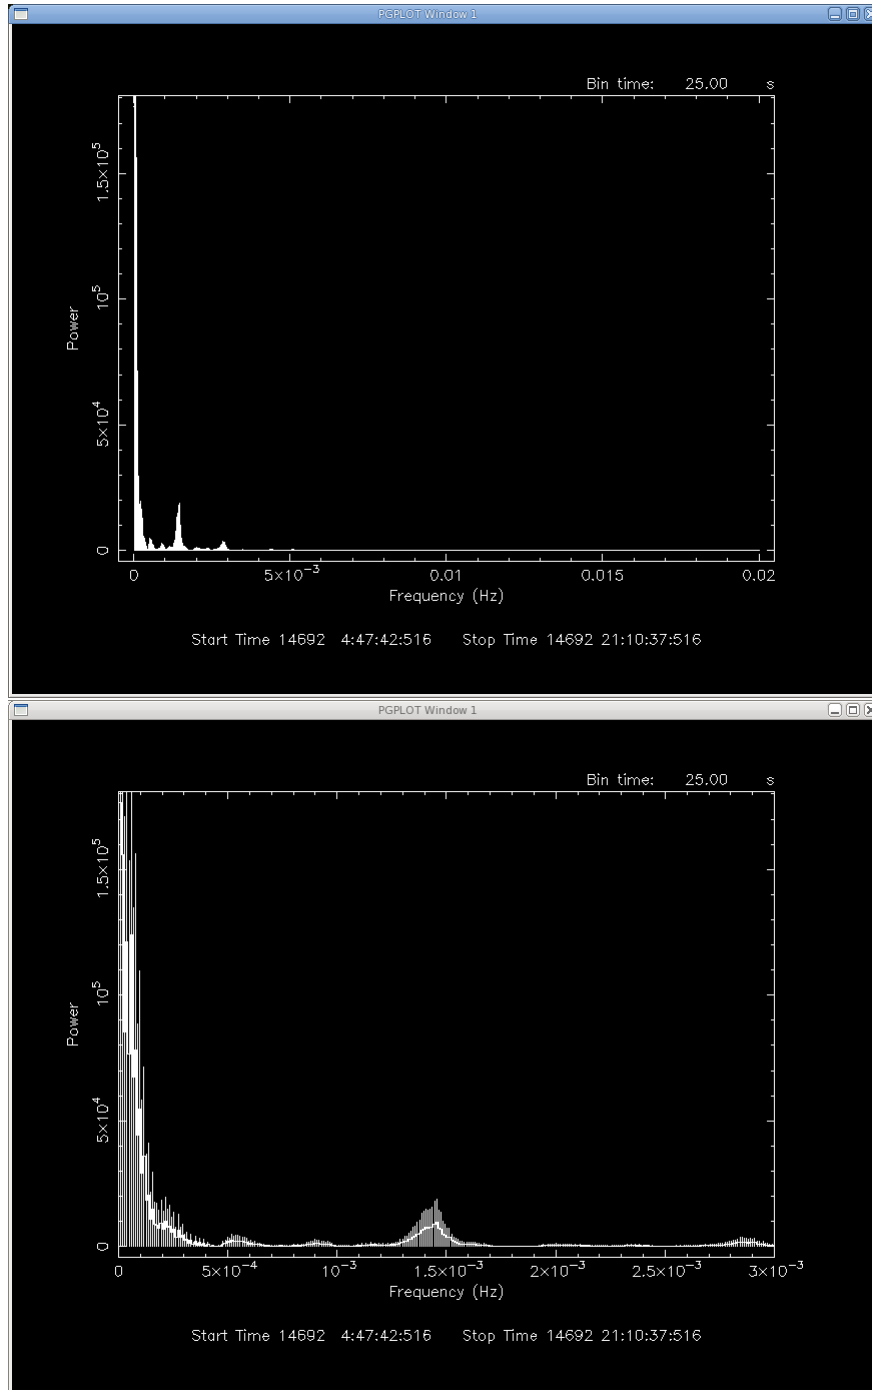 PGPLOT Window 1
Bin time: 25.00 s
1.5×10⁵
10⁵
5×10⁴
0
Power
0 5×10⁻³ 0.01 0.015 0.02
Frequency (Hz)
Start Time 14692 4:47:42:516 Stop Time 14692 21:10:37:516
PGPLOT Window 1
Bin time: 25.00 s
1.5×10⁵
10⁵
5×10⁴
0
Power
0 5×10⁻⁴ 10⁻³ 1.5×10⁻³ 2×10⁻³ 2.5×10⁻³ 3×10⁻³
Frequency (Hz)
Start Time 14692 4:47:42:516 Stop Time 14692 21:10:37:516